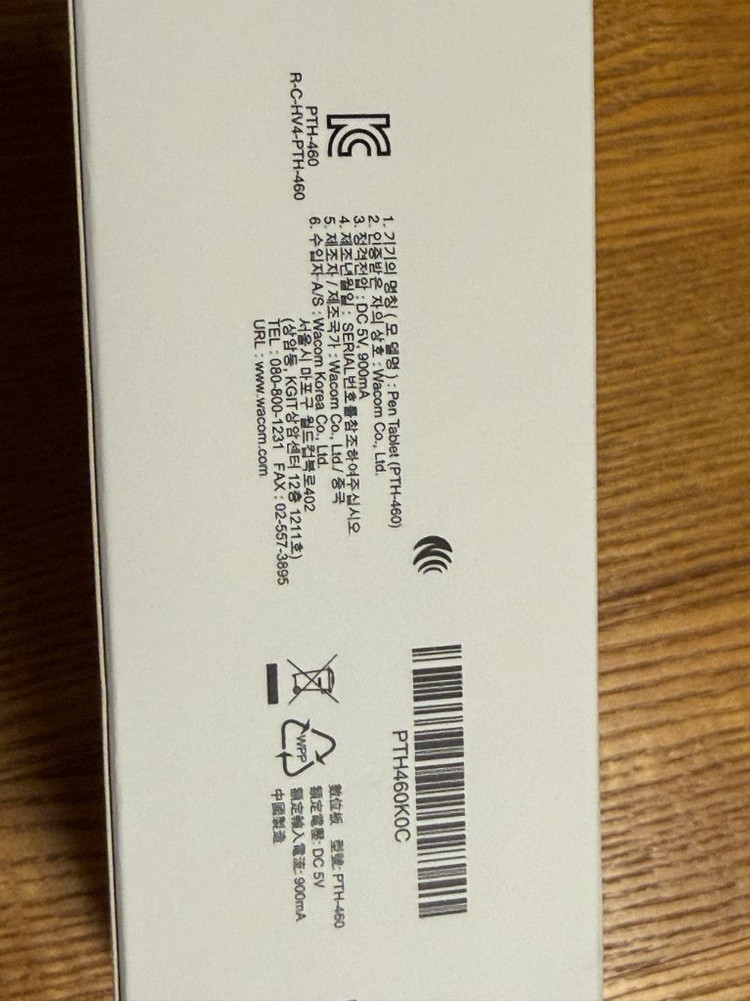 PTH-460
R-C-HV4-PTH-460
1. 기기의 명칭 ( 모 델명 ) : Pen Tablet (PTH-460)
2. 인증받은 자의 상호 : Wacom Co., Ltd.
3. 정격전압 : DC 5V 900mA
4. 제조년월일 : SERIAL번호를참조하여주십시오
5. 제조자 / 제조국가 : Wacom Co., Ltd / 중국
6. 수입자 A/S : Wacom Korea Co., Ltd.
서울시 마포구 월드컵북로402
(상암동, KGIT상암센터 12층 1211호)
TEL : 080-800-1231 FAX : 02-557-3895
URL : www.wacom.com
PTH460K0C
WPP
數位板 型號: PTH-460
額定電壓: DC 5V
額定輸入電流: 900mA
中國製造